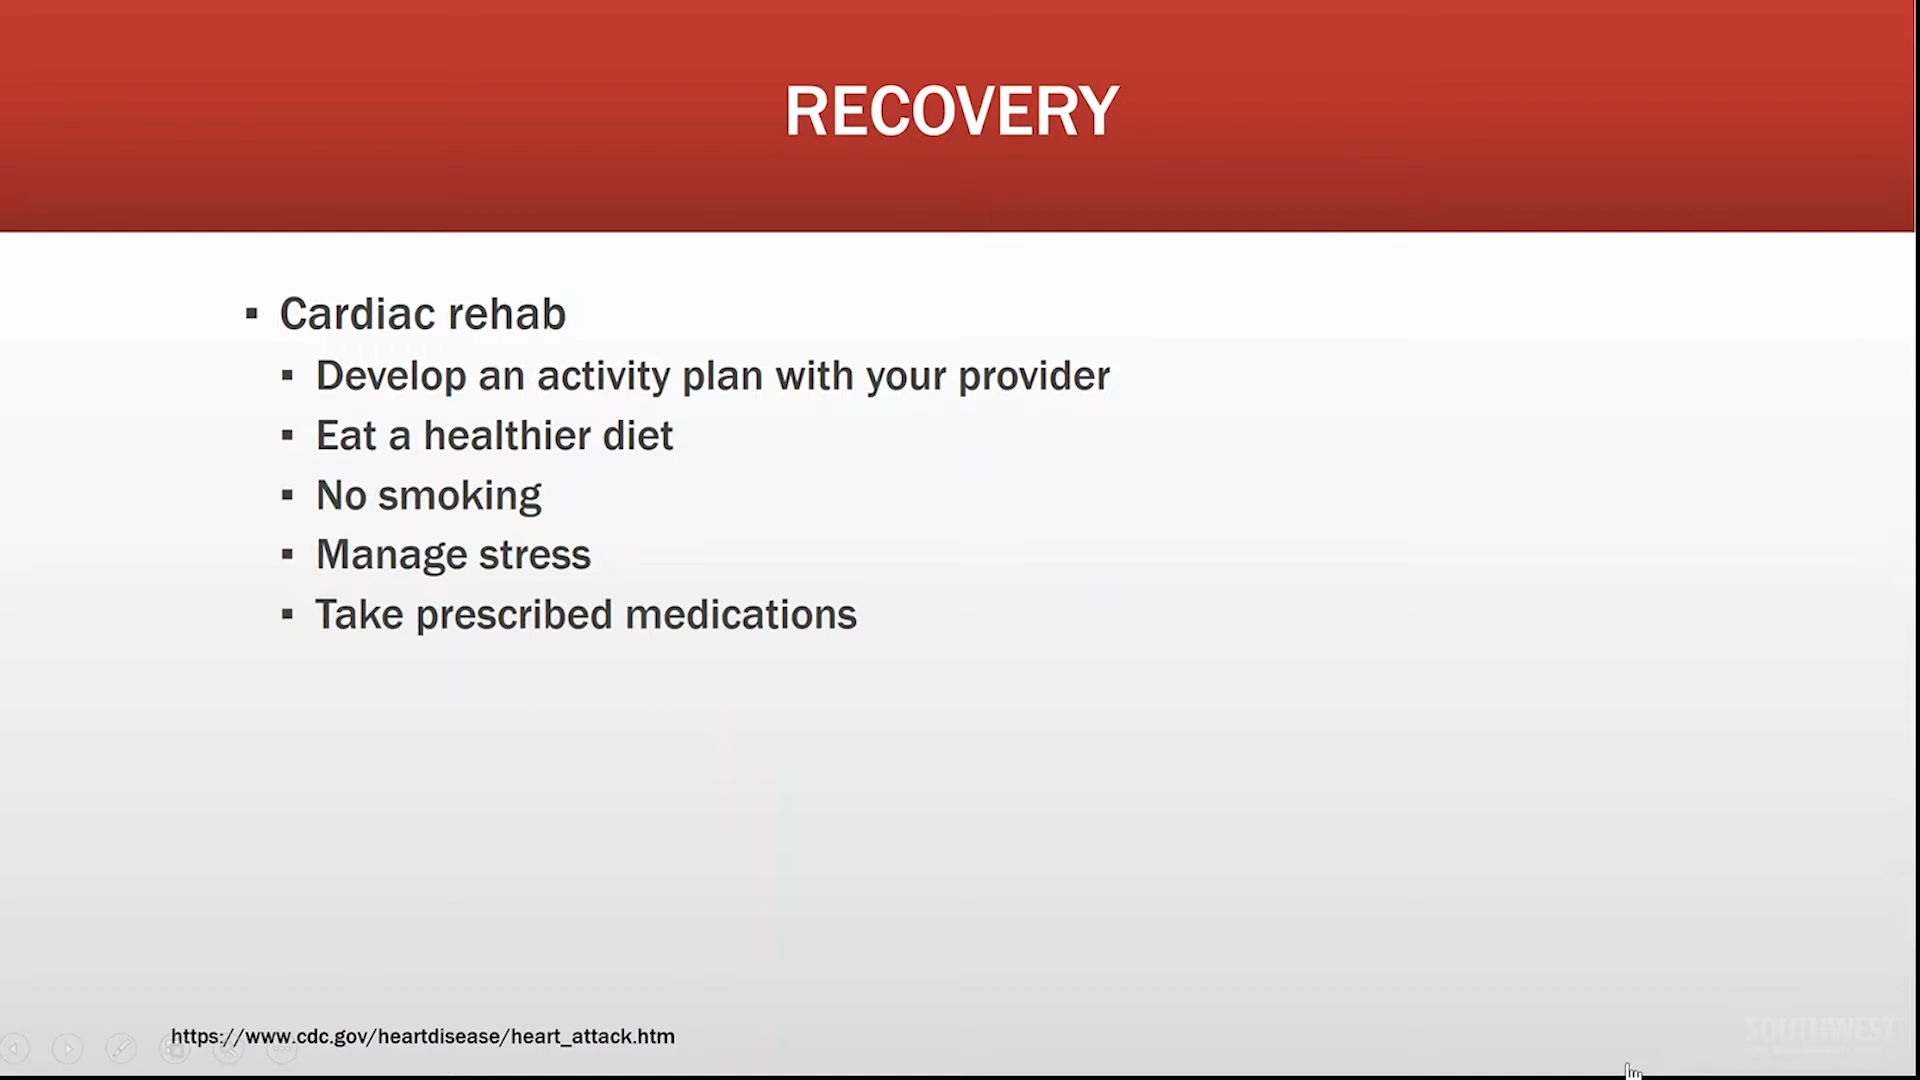 RECOVERY
▪ Cardiac rehab
▪ Develop an activity plan with your provider
▪ Eat a healthier diet
▪ No smoking
▪ Manage stress
▪ Take prescribed medications
https://www.cdc.gov/heartdisease/heart_attack.htm
SOUTHWEST